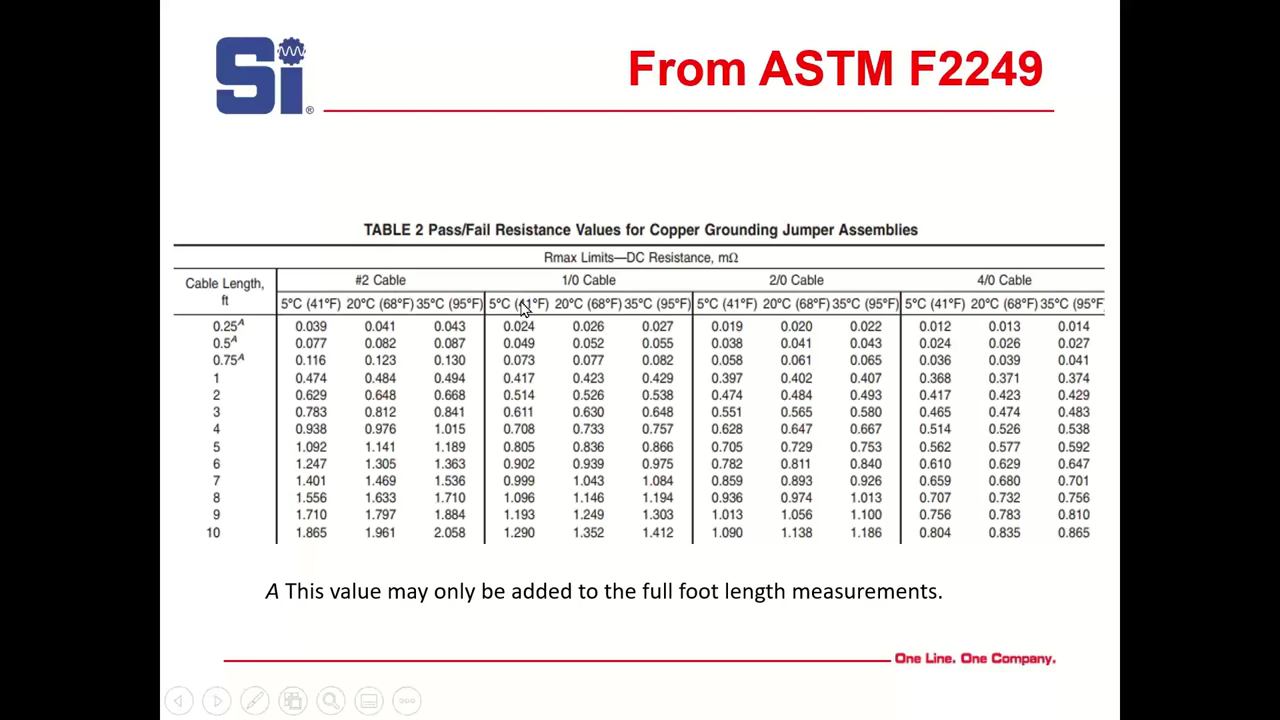 Si®
From ASTM F2249
TABLE 2 Pass/Fail Resistance Values for Copper Grounding Jumper Assemblies
Rmax Limits—DC Resistance, mΩ
Cable Length, ft #2 Cable 1/0 Cable 2/0 Cable 4/0 Cable
5°C (41°F) 20°C (68°F) 35°C (95°F) 5°C (41°F) 20°C (68°F) 35°C (95°F) 5°C (41°F) 20°C (68°F) 35°C (95°F) 5°C (41°F) 20°C (68°F) 35°C (95°F
0.25A 0.039 0.041 0.043 0.024 0.026 0.027 0.019 0.020 0.022 0.012 0.013 0.014
0.5A 0.077 0.082 0.087 0.049 0.052 0.055 0.038 0.041 0.043 0.024 0.026 0.027
0.75A 0.116 0.123 0.130 0.073 0.077 0.082 0.058 0.061 0.065 0.036 0.039 0.041
1 0.474 0.484 0.494 0.417 0.423 0.429 0.397 0.402 0.407 0.368 0.371 0.374
2 0.629 0.648 0.668 0.514 0.526 0.538 0.474 0.484 0.493 0.417 0.423 0.429
3 0.783 0.812 0.841 0.611 0.630 0.648 0.551 0.565 0.580 0.465 0.474 0.483
4 0.938 0.976 1.015 0.708 0.733 0.757 0.628 0.647 0.667 0.514 0.526 0.538
5 1.092 1.141 1.189 0.805 0.836 0.866 0.705 0.729 0.753 0.562 0.577 0.592
6 1.247 1.305 1.363 0.902 0.939 0.975 0.782 0.811 0.840 0.610 0.629 0.647
7 1.401 1.469 1.536 0.999 1.043 1.084 0.859 0.893 0.926 0.659 0.680 0.701
8 1.556 1.633 1.710 1.096 1.146 1.194 0.936 0.974 1.013 0.707 0.732 0.756
9 1.710 1.797 1.884 1.193 1.249 1.303 1.013 1.056 1.100 0.756 0.783 0.810
10 1.865 1.961 2.058 1.290 1.352 1.412 1.090 1.138 1.186 0.804 0.835 0.865
A This value may only be added to the full foot length measurements.
One Line. One Company.